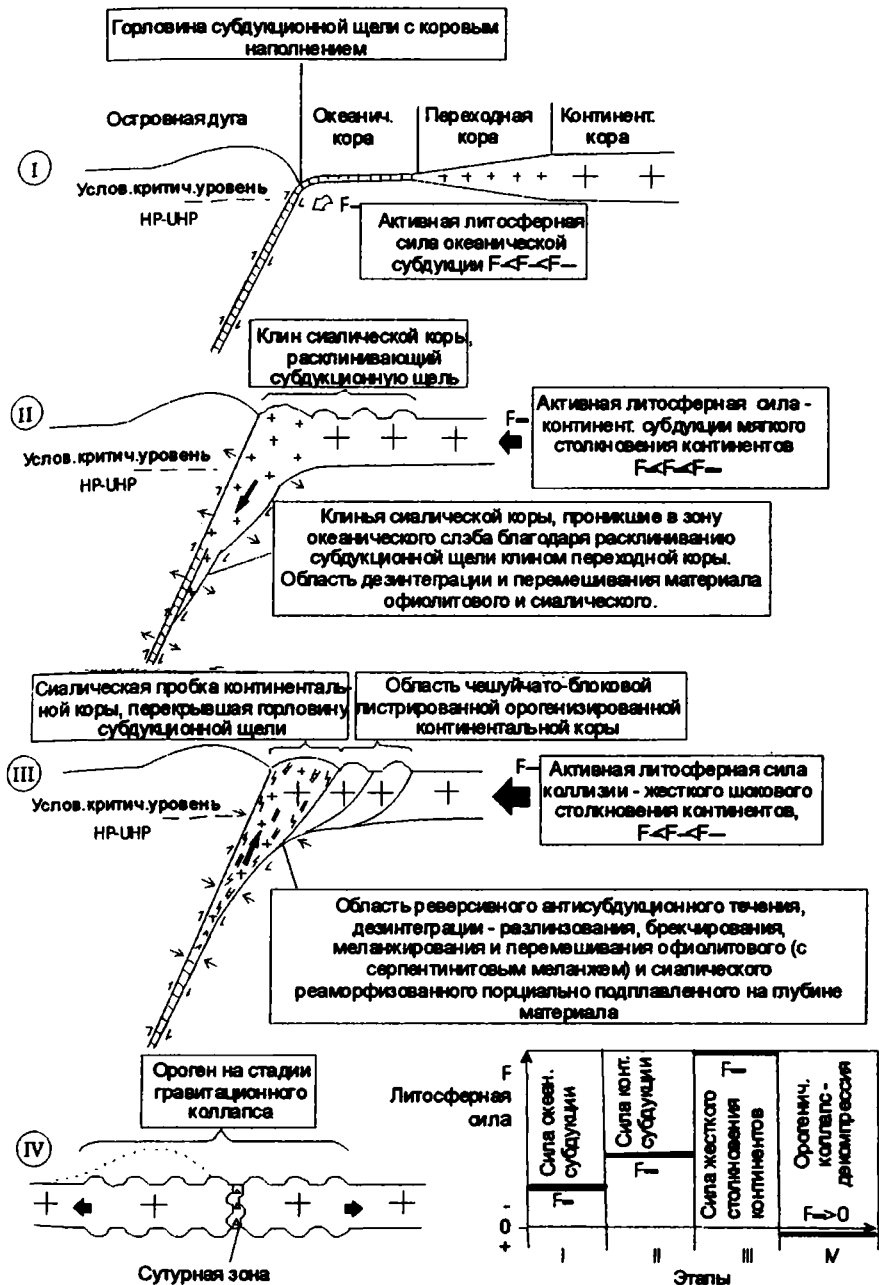 Горловина субдукционной щели с коровым
наполнением
Островная дуга
Океанич.
кора
Переходная
кора
Континент.
кора
I
Услов.критич.уровень
HP-UHP
F–
Активная литосферная
сила океанической
субдукции F<F<F–
Клин сиалической коры,
расклинивающий
субдукционную щель
II
Услов.критич.уровень
HP-UHP
F–
Активная литосферная сила -
континент. субдукции мягкого
столкновения континентов
F<F<F–
Клинья сиалической коры, проникшие в зону
океанического слэба благодаря расклиниванию
субдукционной щели клином переходной коры.
Область дезинтеграции и перемешивания материала
офиолитового и сиалического.
Сиалическая пробка континенталь-
ной коры, перекрывшая горловину
субдукционной щели
Область чешуйчато-блоковой
листрированной орогенизированной
континентальной коры
III
Услов.критич.уровень
HP-UHP
F–
Активная литосферная сила
коллизии - жесткого шокового
столкновения континентов,
F<F<F–
Область реверсивного антисубдукционного течения,
дезинтеграции - разлинзования, брекчирования,
меланжирования и перемешивания офиолитового (с
серпентинитовым меланжем) и сиалического
реаморфизованного порциально подплавленного на глубине
материала
Ороген на стадии
гравитационного
коллапса
IV
Сутурная зона
F
Литосферная
сила
-
0
+
Сила океан.
субдукции
F–
Сила конт.
субдукции
F–
Сила жесткого
столкновения
континентов
F–
Орогенич.
коллапс-
декомпрессия
F–>0
I
II
III
IV
Этапы